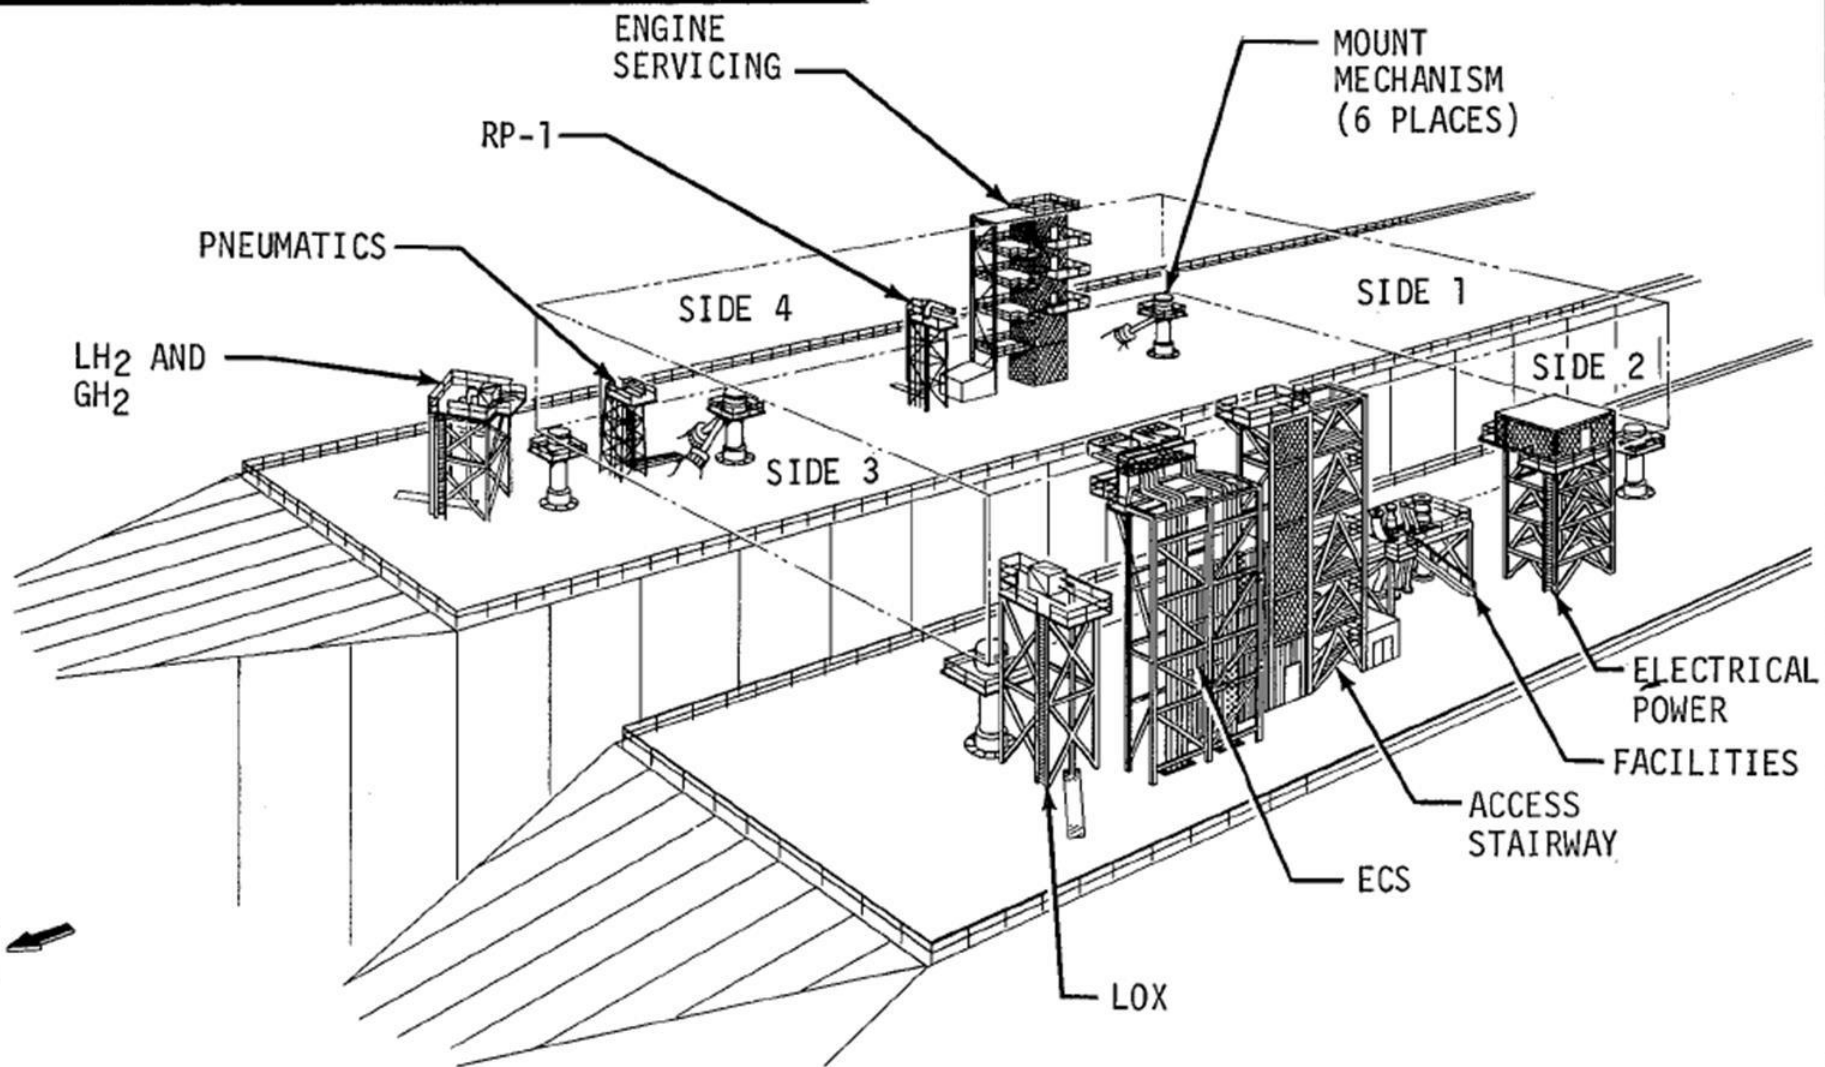 ENGINE
SERVICING
MOUNT
MECHANISM
(6 PLACES)
RP-1
PNEUMATICS
SIDE 4
SIDE 1
LH2 AND
GH2
SIDE 2
SIDE 3
ELECTRICAL
POWER
FACILITIES
ACCESS
STAIRWAY
ECS
LOX